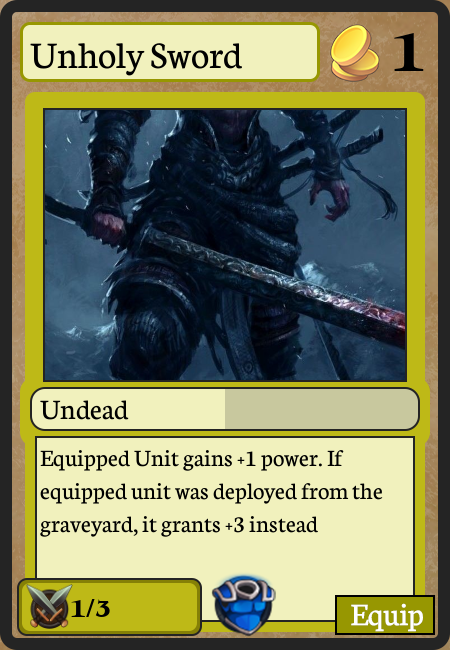 Unholy Sword
1
Undead
Equipped Unit gains +1 power. If
equipped unit was deployed from the
graveyard, it grants +3 instead
1/3
Equip